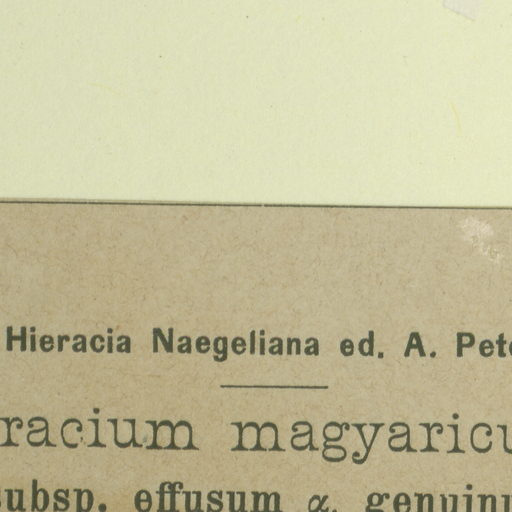 Hieracia Naegeliana ed. A. Pet
racium magyaricu
subsp. effusum α. genuinu